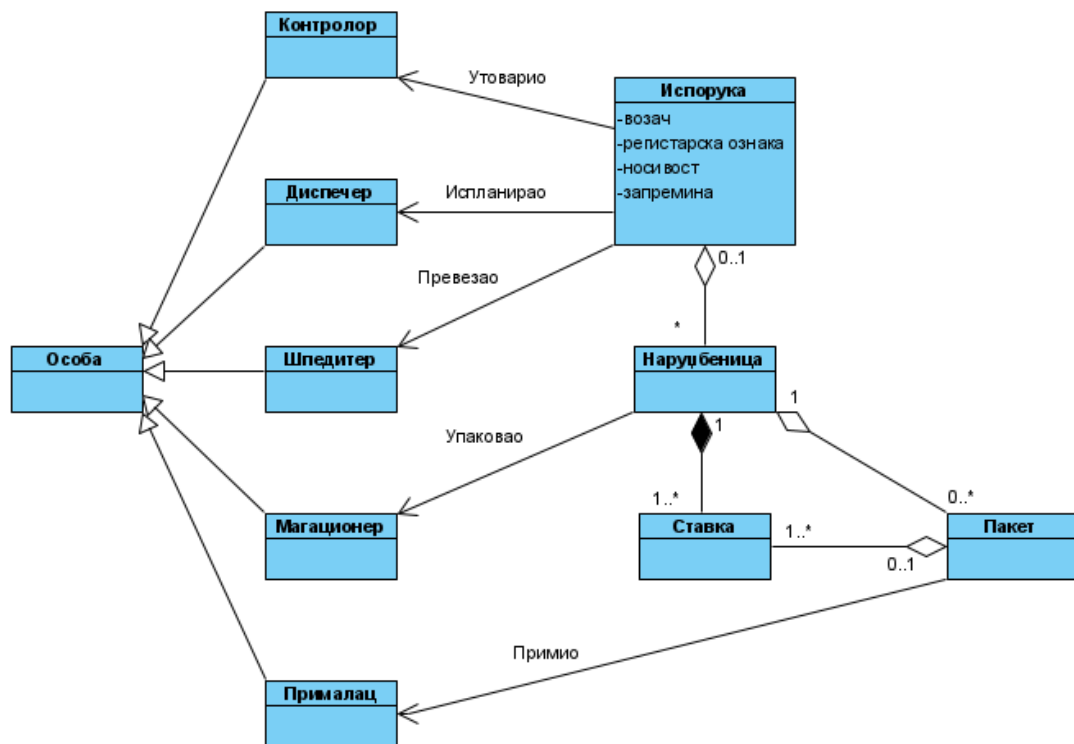 Контролор
Утоварио
Испорука
-возач
-регистарска ознака
-носивост
-запремина
Диспечер
Испланирао
0..1
Превезао
*
Особа
Шпедитер
Наруџбеница
1
1
Упаковао
1..*
0..*
Магационер
Ставка
1..*
0..1
Пакет
Примио
Прималац